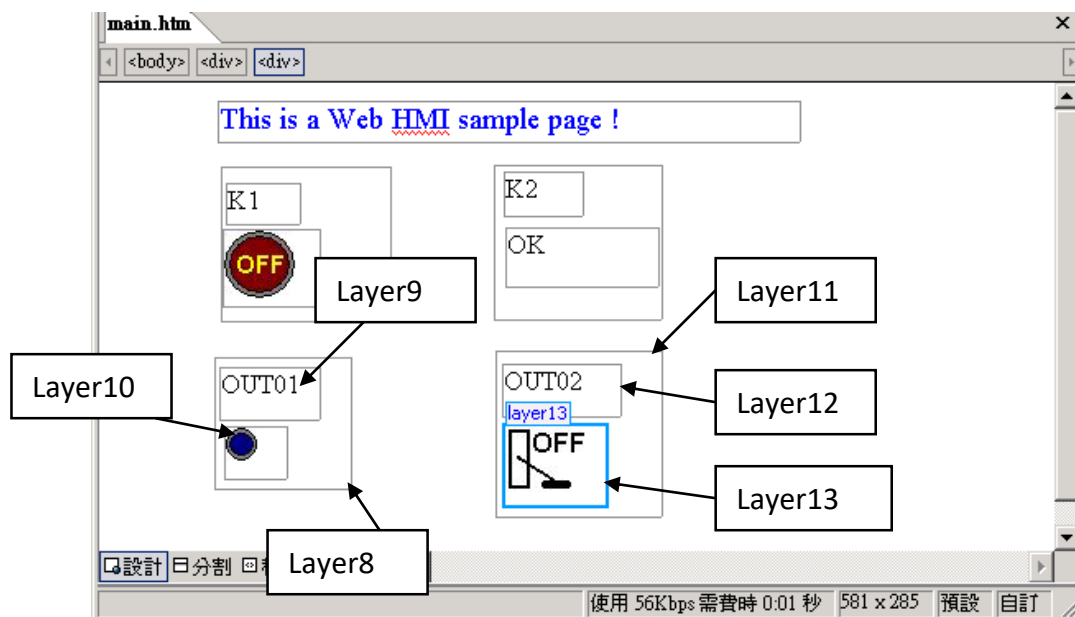 main.htm
<body> <div> <div>
This is a Web HMI sample page !
K1
K2
OFF
OK
Layer9
Layer11
Layer10
OUT01
OUT02
layer13
OFF
Layer12
Layer13
Layer8
設計 分割
使用 56Kbps 需費時 0:01 秒 581 x 285 預設 自訂